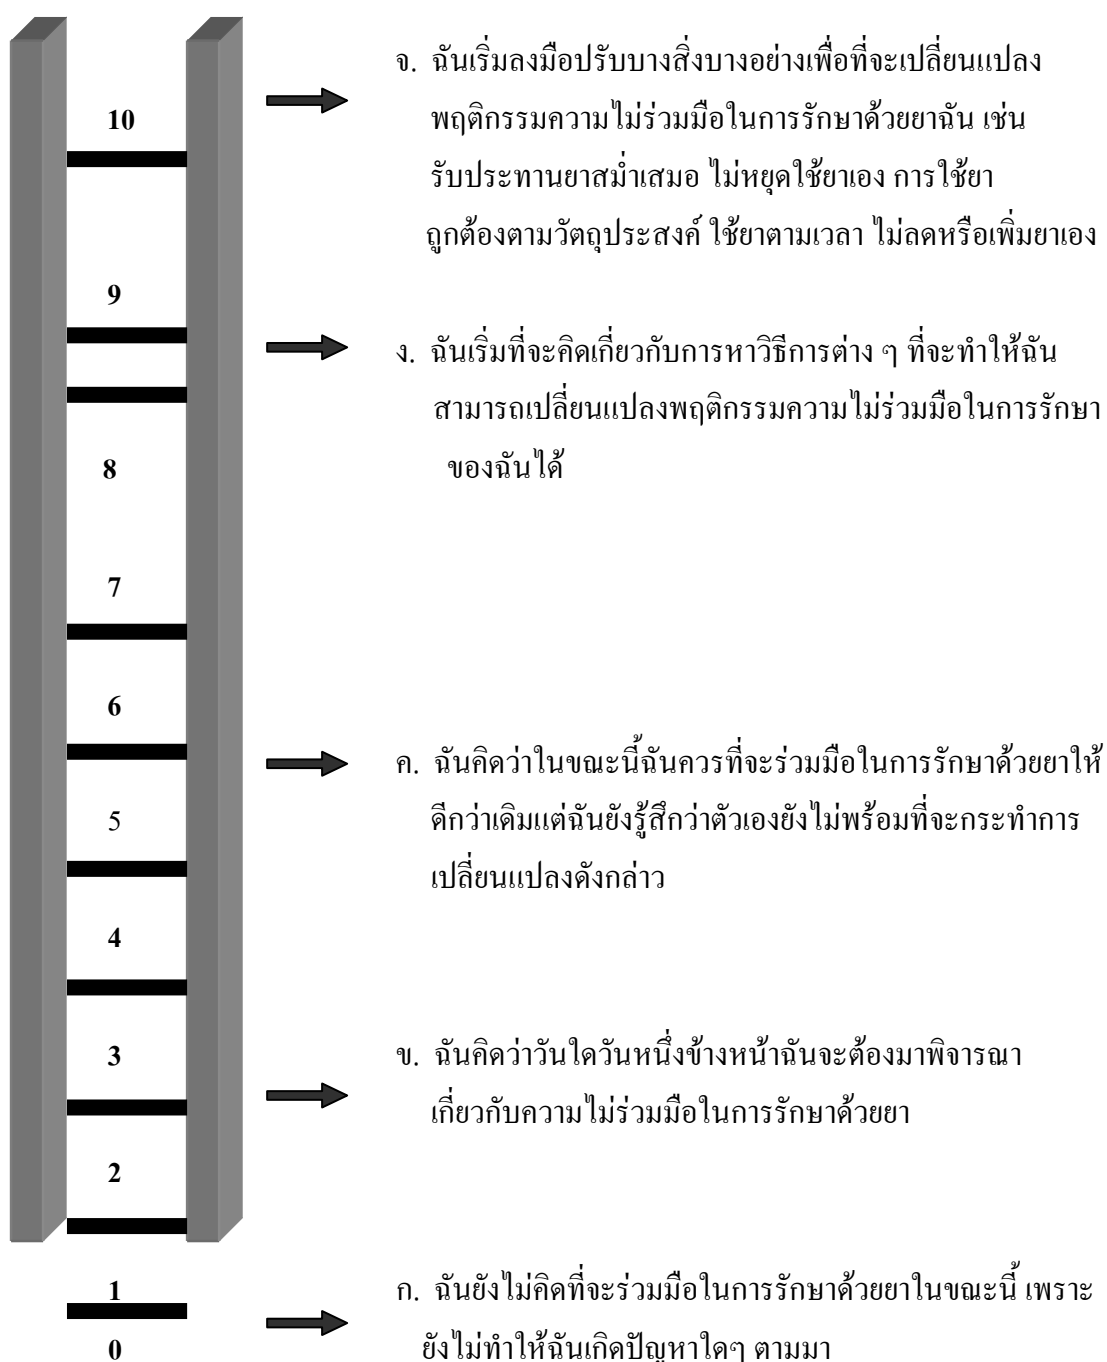 จ. ฉันเริ่มลงมือปรับบางสิ่งบางอย่างเพื่อที่จะเปลี่ยนแปลง
10
พฤติกรรมความไม่ร่วมมือในการรักษาด้วยยาฉัน เช่น
รับประทานยาสม่ำเสมอ ไม่หยุดใช้ยาเอง การใช้ยา
ถูกต้องตามวัตถุประสงค์ ใช้ยาตามเวลา ไม่ลดหรือเพิ่มยาเอง
9
ง. ฉันเริ่มที่จะคิดเกี่ยวกับการหาวิธีการต่าง ๆ ที่จะทำให้ฉัน
สามารถเปลี่ยนแปลงพฤติกรรมความไม่ร่วมมือในการรักษา
8
ของฉันได้
7
6
ค. ฉันคิดว่าในขณะนี้ฉันควรที่จะร่วมมือในการรักษาด้วยยาให้
5
ดีกว่าเดิมแต่ฉันยังรู้สึกว่าตัวเองยังไม่พร้อมที่จะกระทำการ
เปลี่ยนแปลงดังกล่าว
4
3
ข. ฉันคิดว่าวันใดวันหนึ่งข้างหน้าฉันจะต้องมาพิจารณา
เกี่ยวกับความไม่ร่วมมือในการรักษาด้วยยา
2
1
ก. ฉันยังไม่คิดที่จะร่วมมือในการรักษาด้วยยาในขณะนี้ เพราะ
0
ยังไม่ทำให้ฉันเกิดปัญหาใดๆ ตามมา